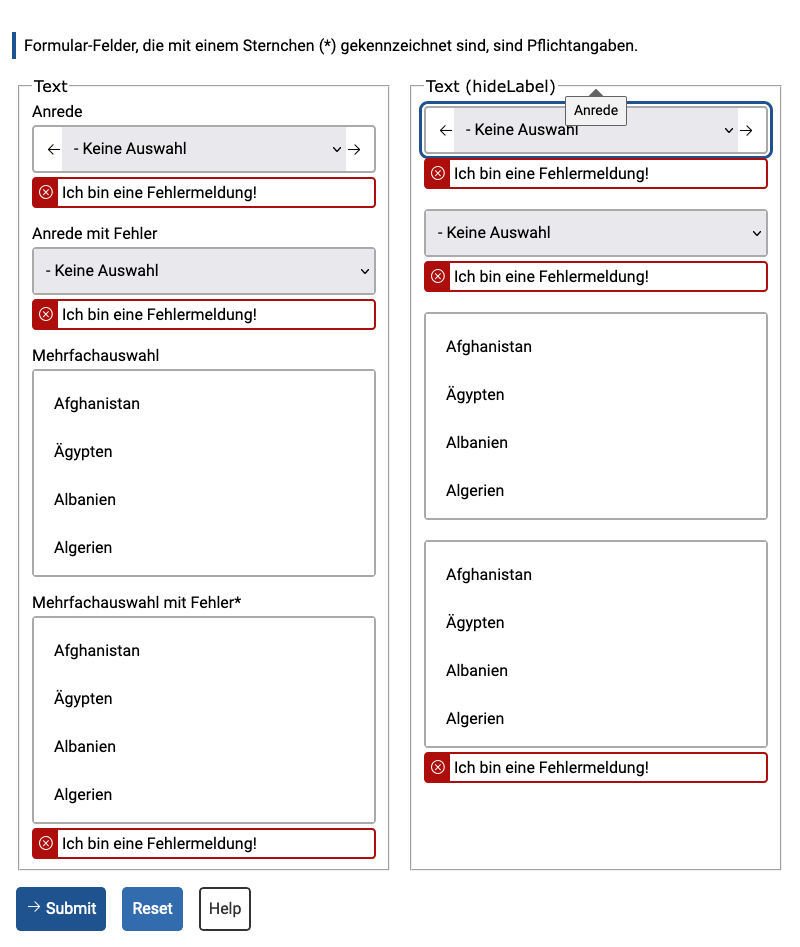 Formular-Felder, die mit einem Sternchen (*) gekennzeichnet sind, sind Pflichtangaben.
Text
Anrede
- Keine Auswahl
Ich bin eine Fehlermeldung!
Anrede mit Fehler
- Keine Auswahl
Ich bin eine Fehlermeldung!
Mehrfachauswahl
Afghanistan
Ägypten
Albanien
Algerien
Mehrfachauswahl mit Fehler*
Afghanistan
Ägypten
Albanien
Algerien
Ich bin eine Fehlermeldung!
Text (hideLabel)
Anrede
- Keine Auswahl
Ich bin eine Fehlermeldung!
- Keine Auswahl
Ich bin eine Fehlermeldung!
Afghanistan
Ägypten
Albanien
Algerien
Afghanistan
Ägypten
Albanien
Algerien
Ich bin eine Fehlermeldung!
Submit
Reset
Help